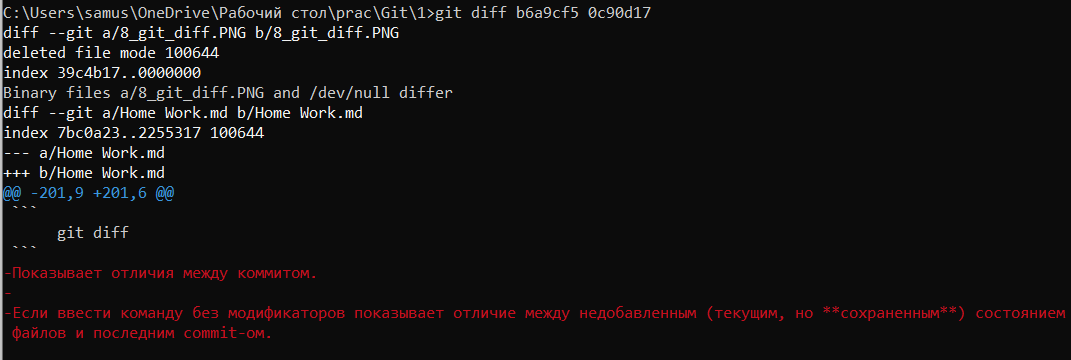 C:\Users\samus\OneDrive\Рабочий стол\prac\Git\1>git diff b6a9cf5 0c90d17
diff --git a/8_git_diff.PNG b/8_git_diff.PNG
deleted file mode 100644
index 39c4b17..0000000
Binary files a/8_git_diff.PNG and /dev/null differ
diff --git a/Home Work.md b/Home Work.md
index 7bc0a23..2255317 100644
--- a/Home Work.md
+++ b/Home Work.md
@@ -201,9 +201,6 @@
 ```
      git diff
 ```
-Показывает отличия между коммитом.
-
-Если ввести команду без модификаторов показывает отличие между недобавленным (текущим, но **сохраненным**) состоянием
 файлов и последним commit-ом.